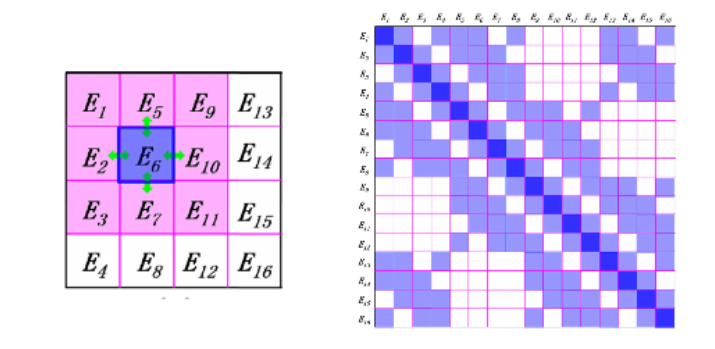 E₁ E₅ E₉ E₁₃
E₂ E₆ E₁₀ E₁₄
E₃ E₇ E₁₁ E₁₅
E₄ E₈ E₁₂ E₁₆
E₁ E₂ E₃ E₄ E₅ E₆ E₇ E₈ E₉ E₁₀ E₁₁ E₁₂ E₁₃ E₁₄ E₁₅ E₁₆
E₁
E₂
E₃
E₄
E₅
E₆
E₇
E₈
E₉
E₁₀
E₁₁
E₁₂
E₁₃
E₁₄
E₁₅
E₁₆